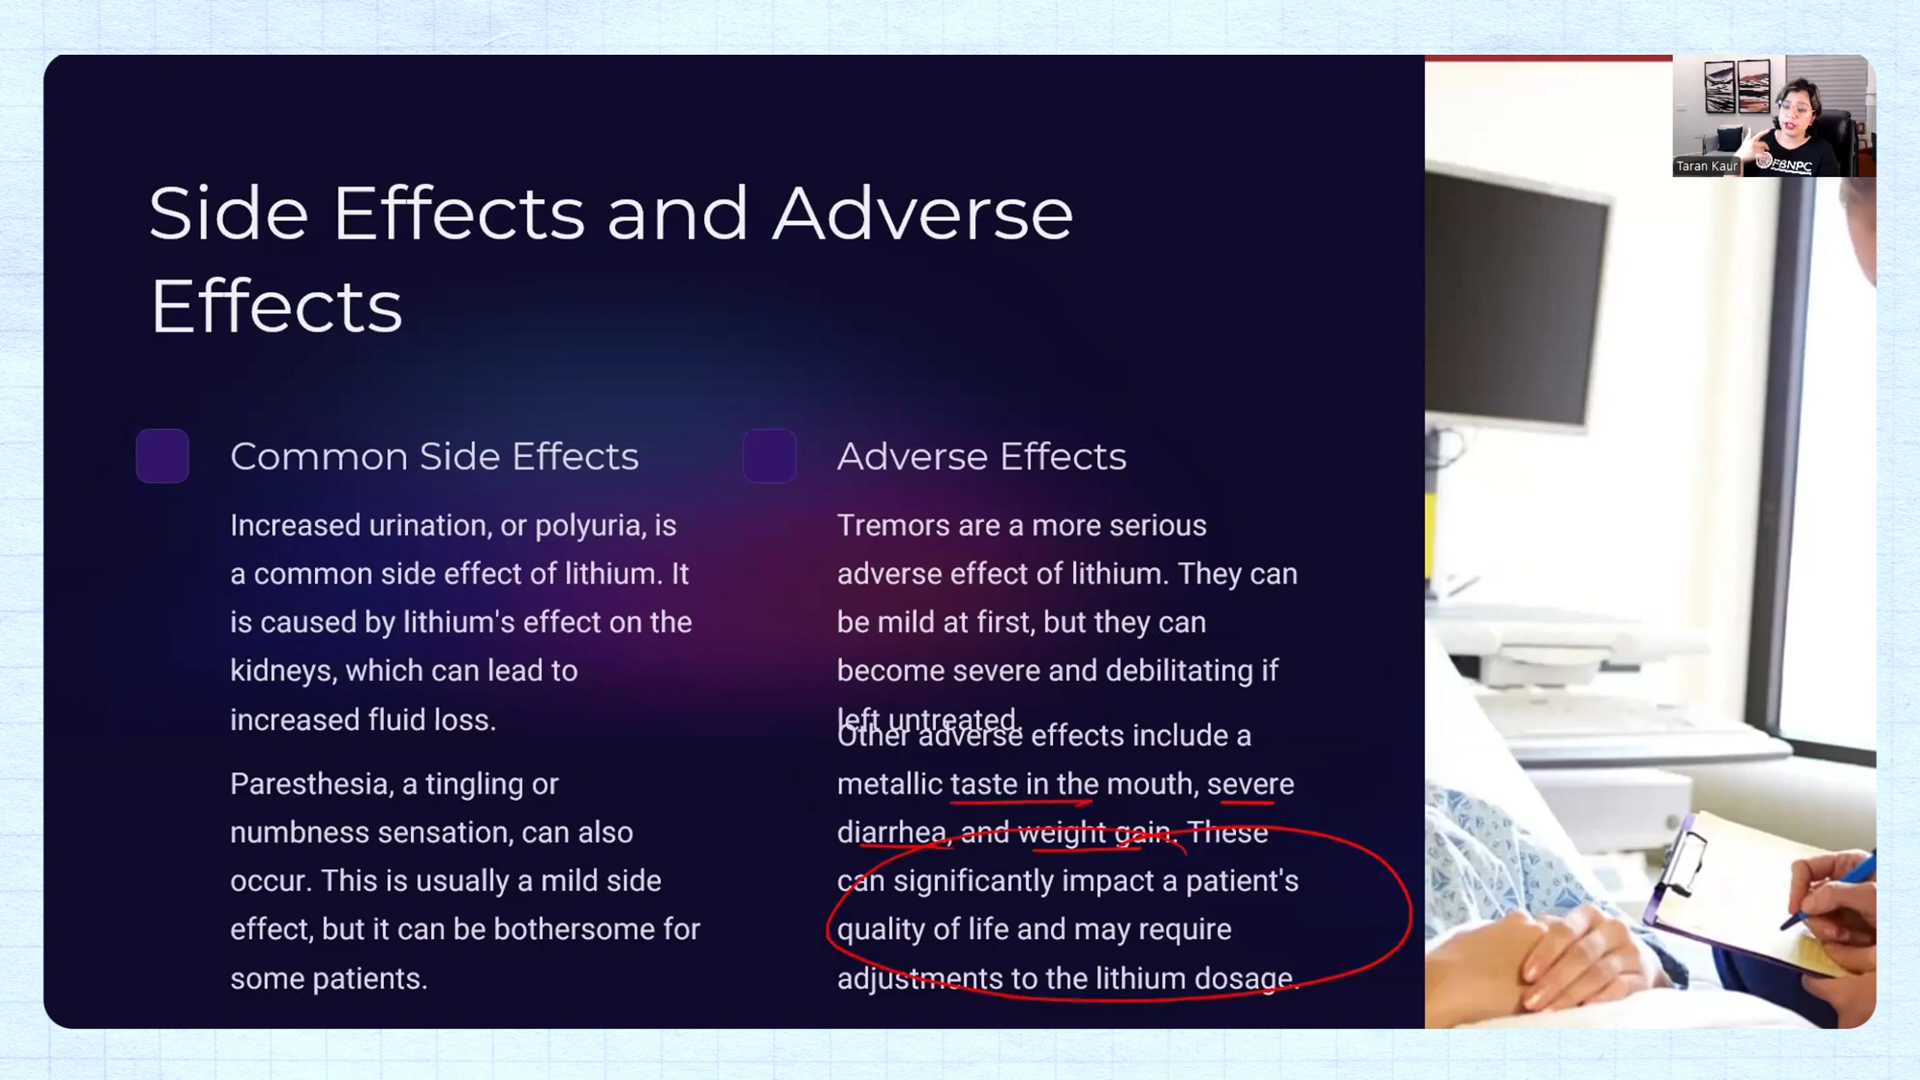 Side Effects and Adverse
Effects
Common Side Effects
Increased urination, or polyuria, is
a common side effect of lithium. It
is caused by lithium's effect on the
kidneys, which can lead to
increased fluid loss.
Paresthesia, a tingling or
numbness sensation, can also
occur. This is usually a mild side
effect, but it can be bothersome for
some patients.
Adverse Effects
Tremors are a more serious
adverse effect of lithium. They can
be mild at first, but they can
become severe and debilitating if
left untreated.
Other adverse effects include a
metallic taste in the mouth, severe
diarrhea, and weight gain. These
can significantly impact a patient's
quality of life and may require
adjustments to the lithium dosage.
Taran Kaur
FBNPC